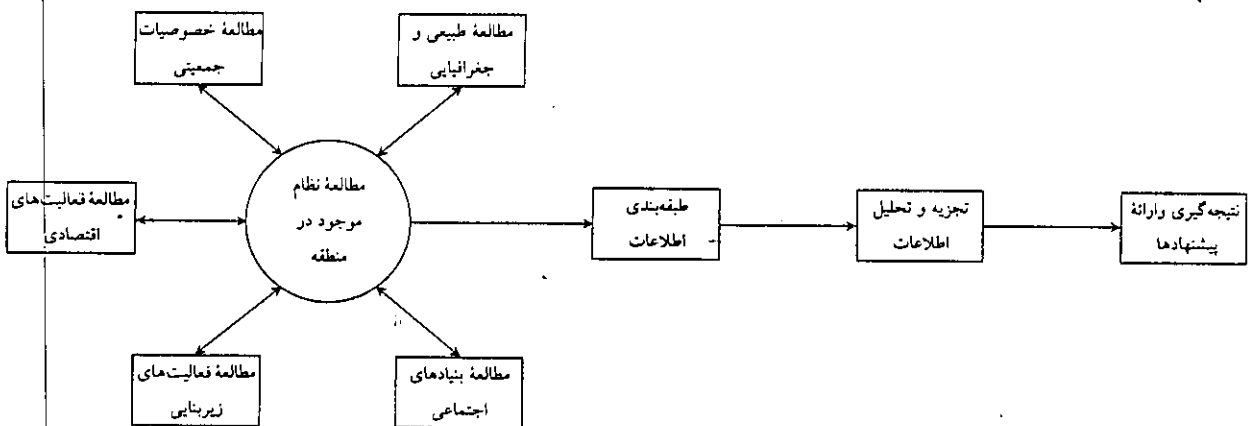 مطالعهٔ طبیعی و
جغرافیایی
مطالعهٔ خصوصیات
جمعیتی
نتیجه‌گیری وارائهٔ
پیشنهادها
تجزیه و تحلیل
اطلاعات
طبقه‌بندی
اطلاعات
مطالعهٔ نظام
موجود در
منطقه
مطالعهٔ فعالیت‌های
اقتصادی
مطالعهٔ بنیادهای
اجتماعی
مطالعهٔ فعالیت‌های
زیربنایی